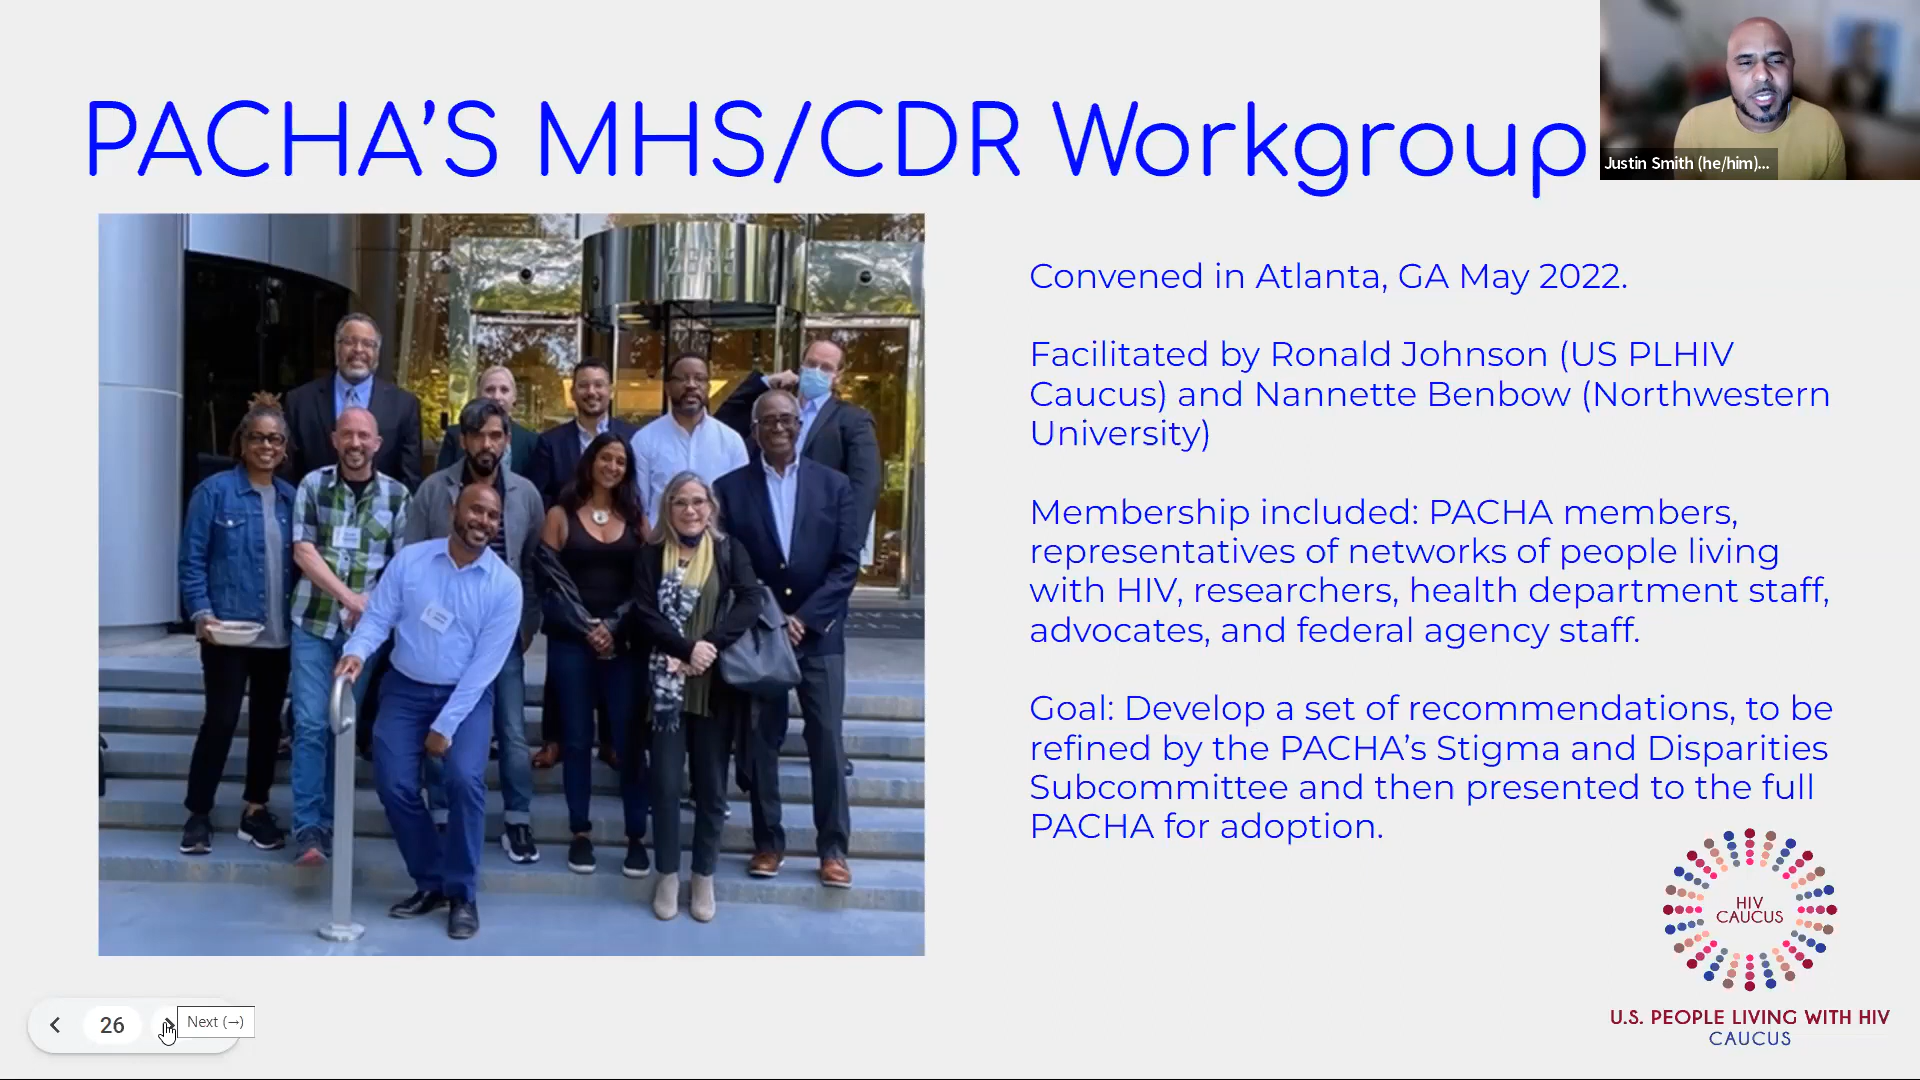 PACHA'S MHS/CDR Workgroup
Justin Smith (he/him)...
Convened in Atlanta, GA May 2022.
Facilitated by Ronald Johnson (US PLHIV
Caucus) and Nannette Benbow (Northwestern
University)
Membership included: PACHA members,
representatives of networks of people living
with HIV, researchers, health department staff,
advocates, and federal agency staff.
Goal: Develop a set of recommendations, to be
refined by the PACHA’s Stigma and Disparities
Subcommittee and then presented to the full
PACHA for adoption.
HIV
CAUCUS
U.S. PEOPLE LIVING WITH HIV
CAUCUS
26
Next (→)